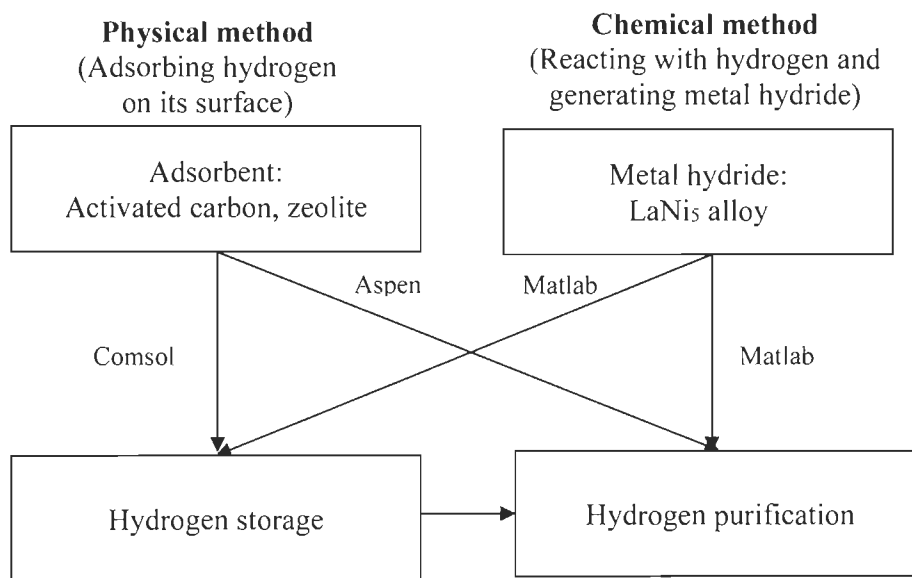 Physical method
(Adsorbing hydrogen
on its surface)
Chemical method
(Reacting with hydrogen and
generating metal hydride)
Adsorbent:
Activated carbon, zeolite
Metal hydride:
LaNi₅ alloy
Aspen
Matlab
Comsol
Matlab
Hydrogen storage
Hydrogen purification